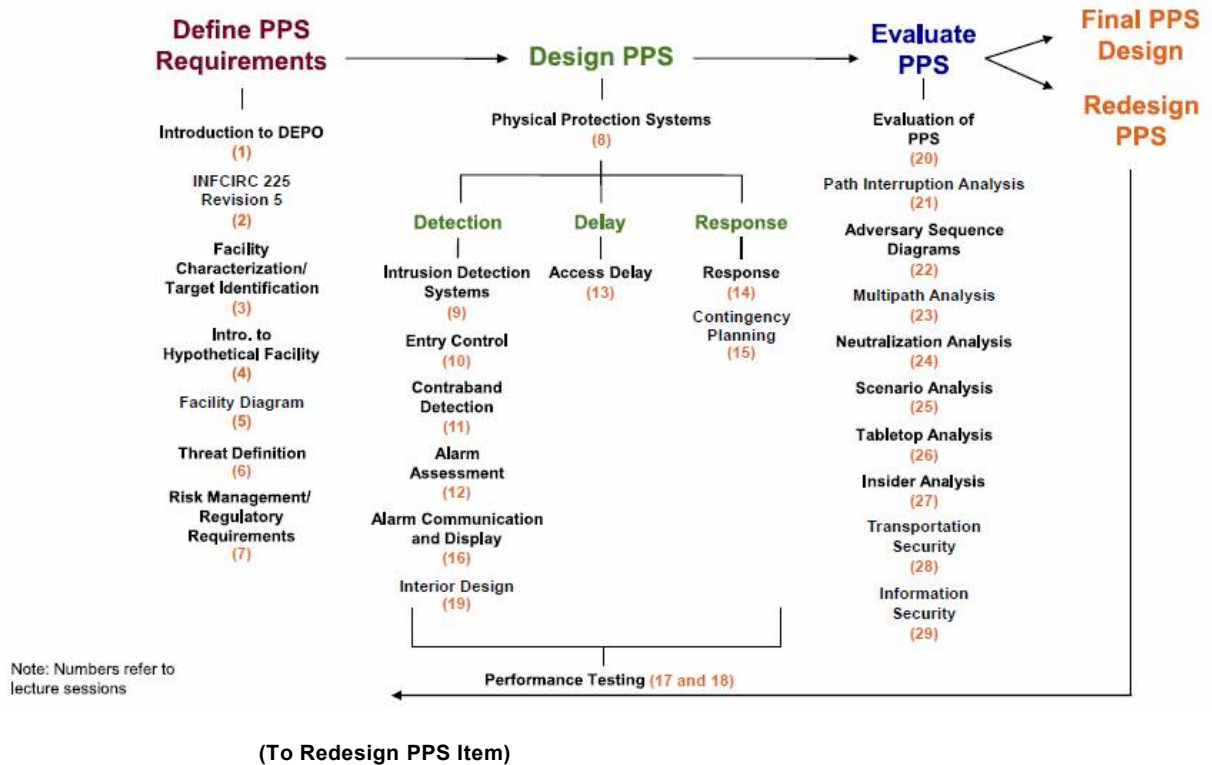 Define PPS
Requirements
Introduction to DEPO
(1)
INFCIRC 225
Revision 5
(2)
Facility
Characterization/
Target Identification
(3)
Intro. to
Hypothetical Facility
(4)
Facility Diagram
(5)
Threat Definition
(6)
Risk Management/
Regulatory
Requirements
(7)
Design PPS
Physical Protection Systems
(8)
Detection
Intrusion Detection
Systems
(9)
Entry Control
(10)
Contraband
Detection
(11)
Alarm
Assessment
(12)
Alarm Communication
and Display
(16)
Interior Design
(19)
Delay
Access Delay
(13)
Response
Response
(14)
Contingency
Planning
(15)
Performance Testing (17 and 18)
Evaluate
PPS
Evaluation of
PPS
(20)
Path Interruption Analysis
(21)
Adversary Sequence
Diagrams
(22)
Multipath Analysis
(23)
Neutralization Analysis
(24)
Scenario Analysis
(25)
Tabletop Analysis
(26)
Insider Analysis
(27)
Transportation
Security
(28)
Information
Security
(29)
Final PPS
Design
Redesign
PPS
Note: Numbers refer to
lecture sessions
(To Redesign PPS Item)